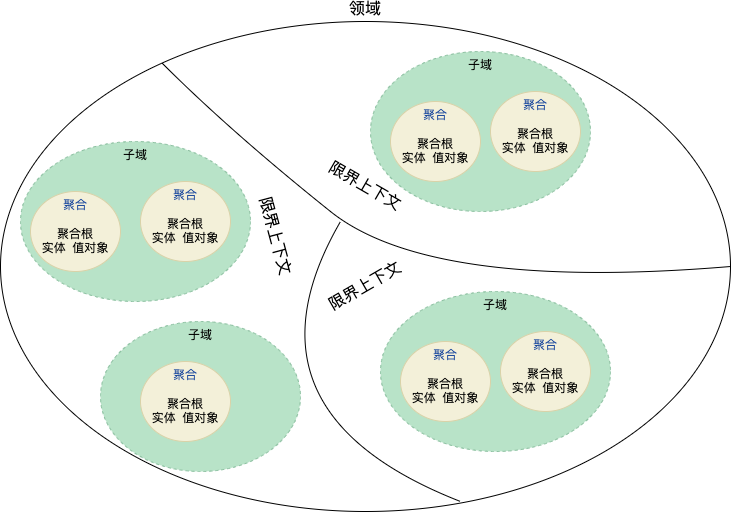 领域
子域
聚合
聚合根
实体 值对象
聚合
聚合根
实体 值对象
限界上下文
子域
聚合
聚合根
实体 值对象
聚合
聚合根
实体 值对象
限界上下文
限界上下文
子域
聚合
聚合根
实体 值对象
聚合
聚合根
实体 值对象
子域
聚合
聚合根
实体 值对象